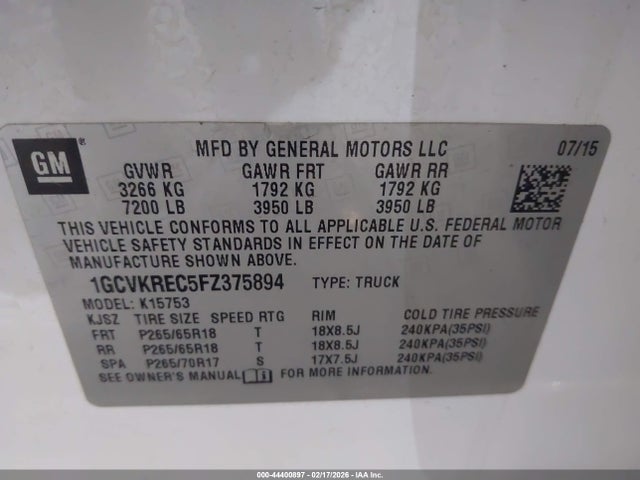 GM
MFD BY GENERAL MOTORS LLC 07/15
GVWR GAWR FRT GAWR RR
3266 KG 1792 KG 1792 KG
7200 LB 3950 LB 3950 LB
THIS VEHICLE CONFORMS TO ALL APPLICABLE U.S. FEDERAL MOTOR
VEHICLE SAFETY STANDARDS IN EFFECT ON THE DATE OF
MANUFACTURE SHOWN ABOVE.
1GCVKREC5FZ375894 TYPE: TRUCK
MODEL: K15753
KJSZ TIRE SIZE SPEED RTG RIM COLD TIRE PRESSURE
FRT P265/65R18 T 18X8.5J 240KPA(35PSI)
RR P265/65R18 T 18X8.5J 240KPA(35PSI)
SPA P265/70R17 S 17X7.5J 240KPA(35PSI)
SEE OWNER'S MANUAL FOR MORE INFORMATION.
000-44400897 - 02/17/2026 - IAA, Inc.